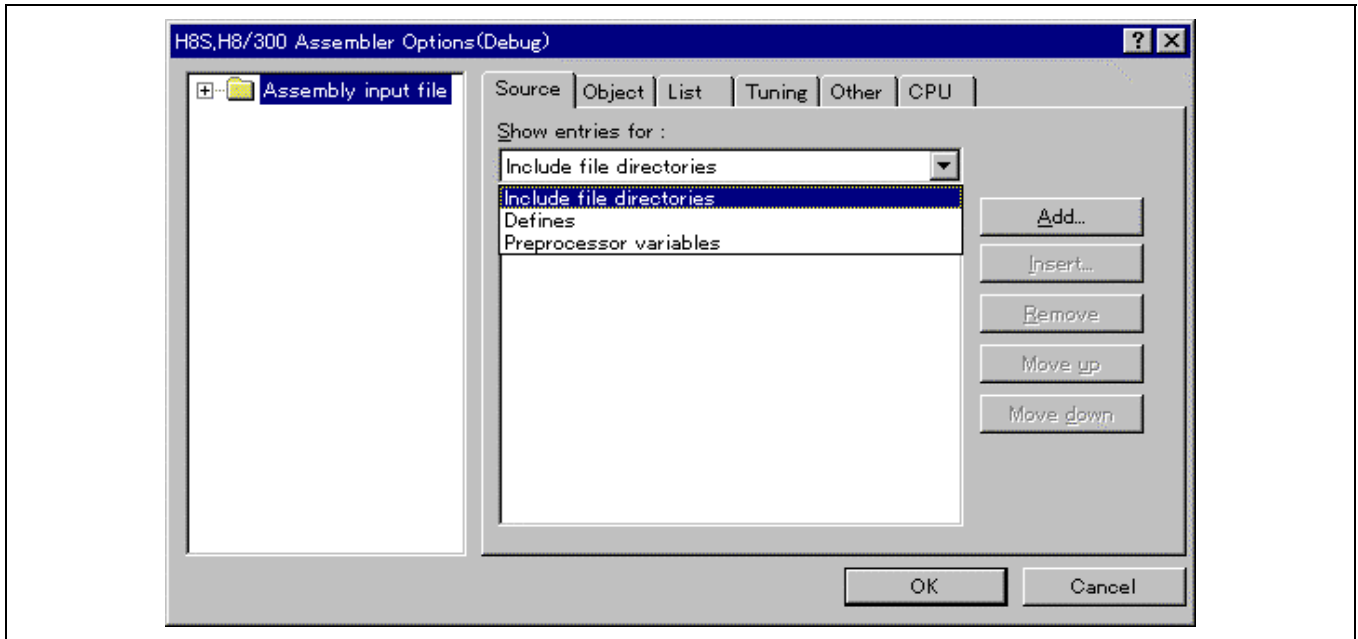 H8S,H8/300 Assembler Options(Debug)
Assembly input file
Source Object List Tuning Other CPU
Show entries for :
Include file directories
Include file directories
Defines
Preprocessor variables
Add...
Insert...
Remove
Move up
Move down
OK Cancel